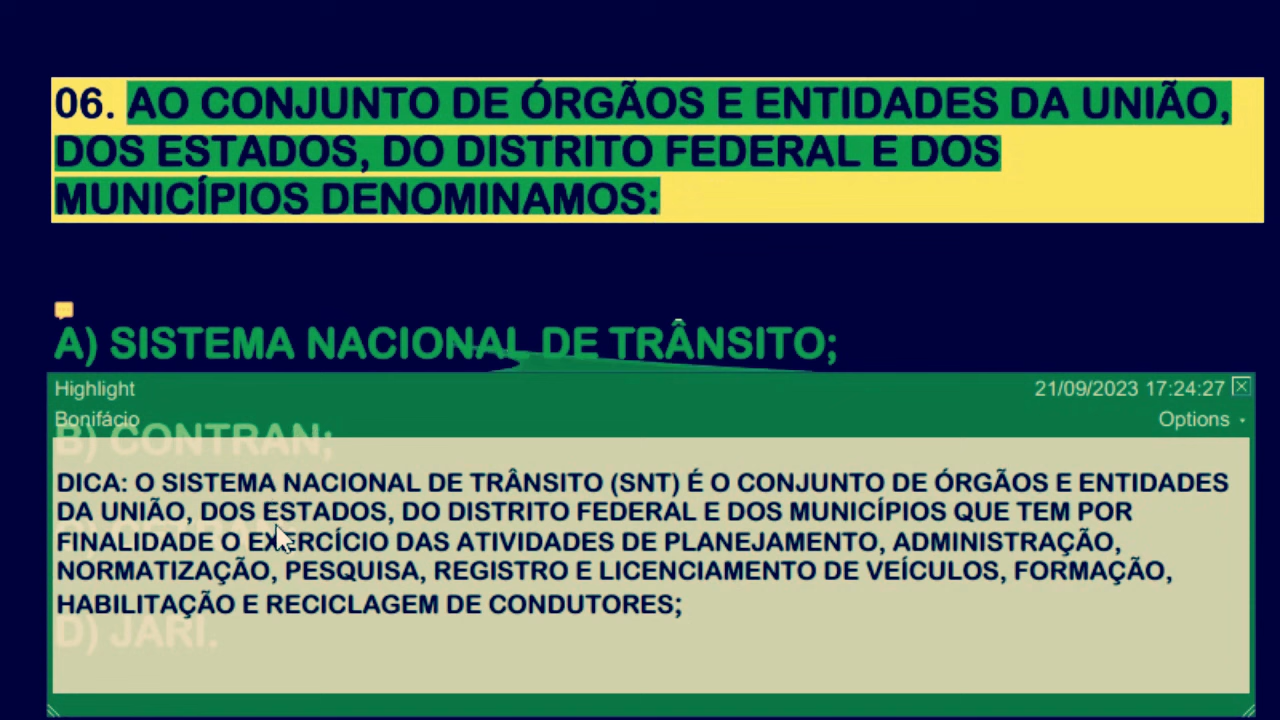 06. AO CONJUNTO DE ÓRGÃOS E ENTIDADES DA UNIÃO,
DOS ESTADOS, DO DISTRITO FEDERAL E DOS
MUNICÍPIOS DENOMINAMOS:
A) SISTEMA NACIONAL DE TRÂNSITO;
Highlight 21/09/2023 17:24:27
Bonifácio Options
B) CONTRAN;
DICA: O SISTEMA NACIONAL DE TRÂNSITO (SNT) É O CONJUNTO DE ÓRGÃOS E ENTIDADES
DA UNIÃO, DOS ESTADOS, DO DISTRITO FEDERAL E DOS MUNICÍPIOS QUE TEM POR
FINALIDADE O EXERCÍCIO DAS ATIVIDADES DE PLANEJAMENTO, ADMINISTRAÇÃO,
NORMATIZAÇÃO, PESQUISA, REGISTRO E LICENCIAMENTO DE VEÍCULOS, FORMAÇÃO,
HABILITAÇÃO E RECICLAGEM DE CONDUTORES;
D) JARI.